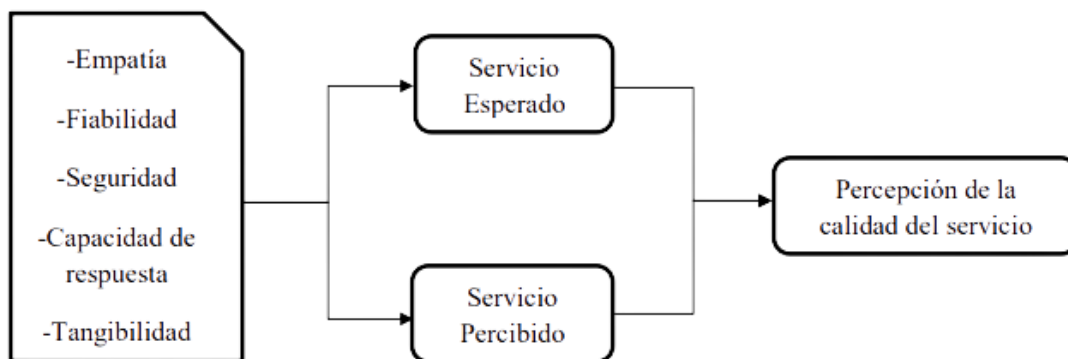 -Empatía
-Fiabilidad
-Seguridad
-Capacidad de
respuesta
-Tangibilidad
Servicio
Esperado
Servicio
Percibido
Percepción de la
calidad del servicio